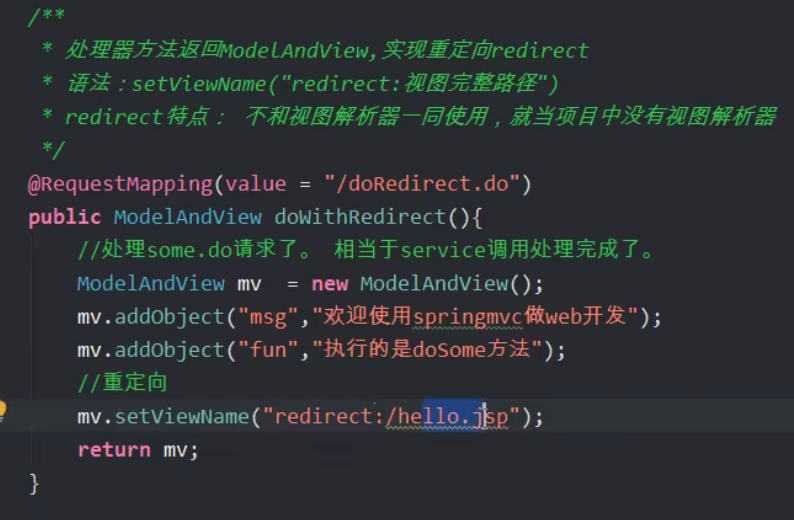 /**
 * 处理器方法返回ModelAndView,实现重定向redirect
 * 语法：setViewName("redirect:视图完整路径")
 * redirect特点： 不和视图解析器一同使用，就当项目中没有视图解析器
 */
@RequestMapping(value = "/doRedirect.do")
public ModelAndView doWithRedirect(){
    //处理some.do请求了。 相当于service调用处理完成了。
    ModelAndView mv  = new ModelAndView();
    mv.addObject("msg","欢迎使用springmvc做web开发");
    mv.addObject("fun","执行的是doSome方法");
    //重定向
    mv.setViewName("redirect:/hello.jsp");
    return mv;
}